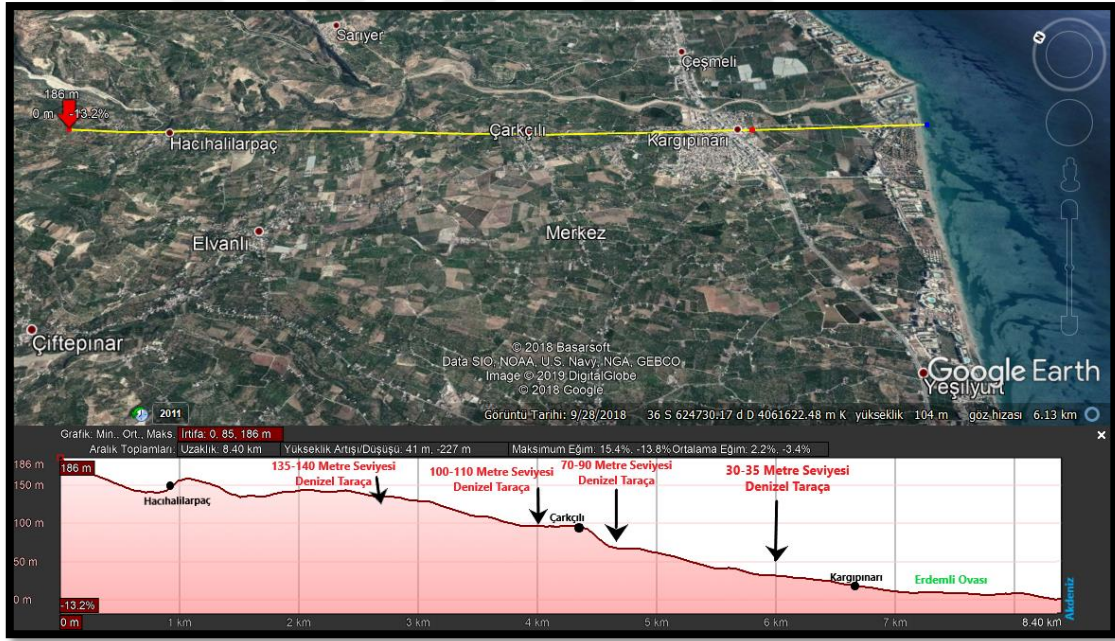 Sarıyer
Çeşmeli
186 m
0 m -13.2%
Hacıhalilarpaç
Çarkçılı
Kargıpınarı
Elvanlı
Merkez
Çiftepınar
© 2018 Basarsoft
Data SIO, NOAA, U.S. Navy, NGA, GEBCO
Image © 2019 DigitalGlobe
© 2018 Google
Google Earth
Yeşilyurt
2011
Görüntü Tarihi: 9/28/2018 36 S 624730.17 d D 4061622.48 m K yükseklik 104 m göz hizası 6.13 km
Grafik: Min., Ort., Maks. İrtifa: 0, 85, 186 m
Aralık Toplamları: Uzaklık: 8.40 km Yükseklik Artışı/Düşüşü: 41 m, -227 m Maksimum Eğim: 15.4%, -13.8% Ortalama Eğim: 2.2%, -3.4%
186 m
186 m
150 m
100 m
50 m
0 m
135-140 Metre Seviyesi
Denizel Taraça
100-110 Metre Seviyesi
Denizel Taraça
70-90 Metre Seviyesi
Denizel Taraça
30-35 Metre Seviyesi
Denizel Taraça
Hacıhalilarpaç
Çarkçılı
Kargıpınarı
Erdemli Ovası
Akdeniz
-13.2%
0 m
1 km
2 km
3 km
4 km
5 km
6 km
7 km
8.40 km